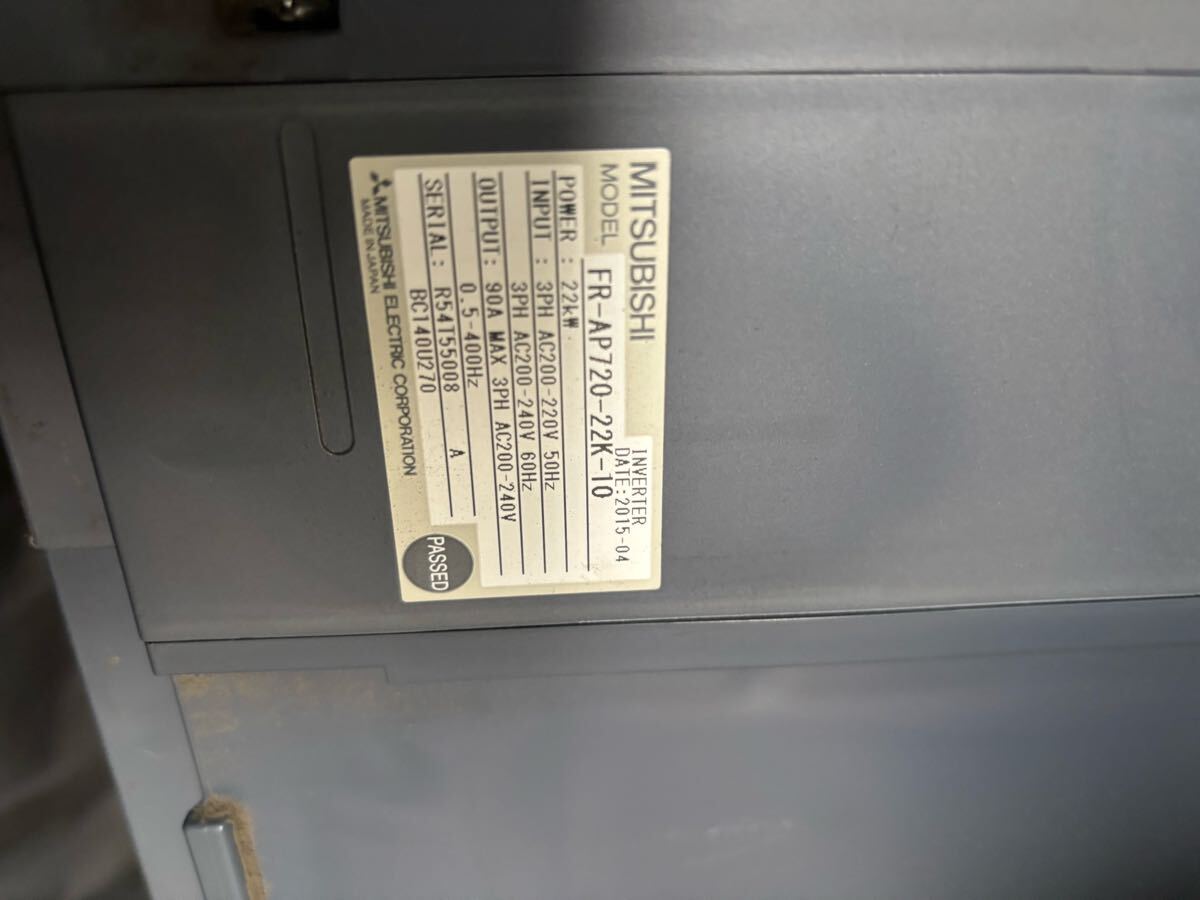 MITSUBISHI
INVERTER
MODEL FR-AP720-22K-10 DATE:2015-04
POWER : 22kW
INPUT : 3PH AC200-220V 50Hz
3PH AC200-240V 60Hz
OUTPUT: 90A MAX 3PH AC200-240V
0.5-400Hz
SERIAL: R54T55008 A
BC140U270
PASSED
MITSUBISHI ELECTRIC CORPORATION
MADE IN JAPAN